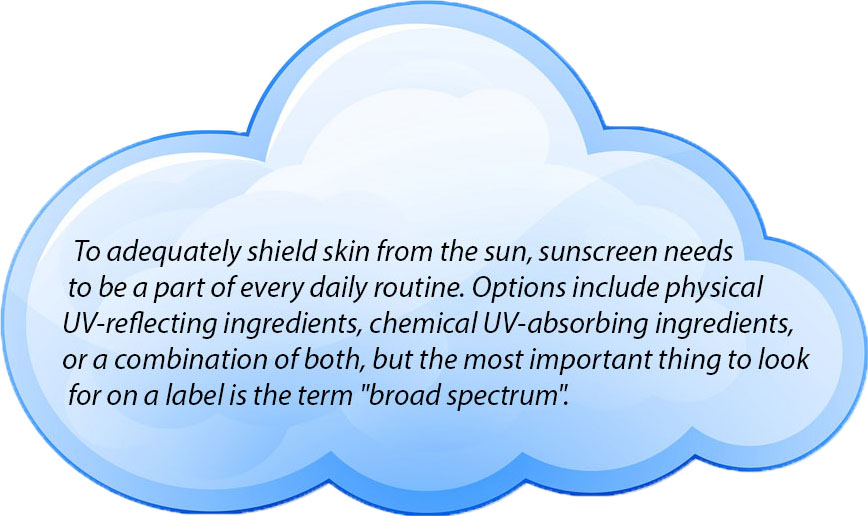 To adequately shield skin from the sun, sunscreen needs
to be a part of every daily routine. Options include physical
UV-reflecting ingredients, chemical UV-absorbing ingredients,
or a combination of both, but the most important thing to look
for on a label is the term "broad spectrum".